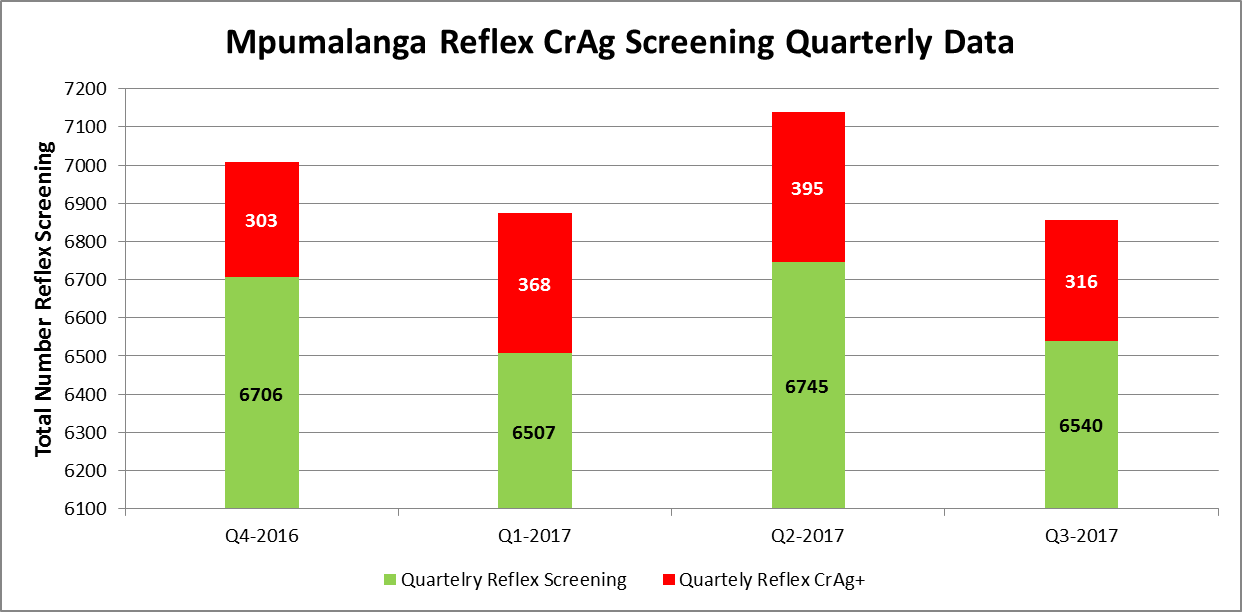 Mpumalanga Reflex CrAg Screening Quarterly Data
Total Number Reflex Screening
7200
7100
7000
6900
6800
6700
6600
6500
6400
6300
6200
6100
303
368
395
316
6706
6507
6745
6540
Q4-2016
Q1-2017
Q2-2017
Q3-2017
Quartelry Reflex Screening
Quartely Reflex CrAg+